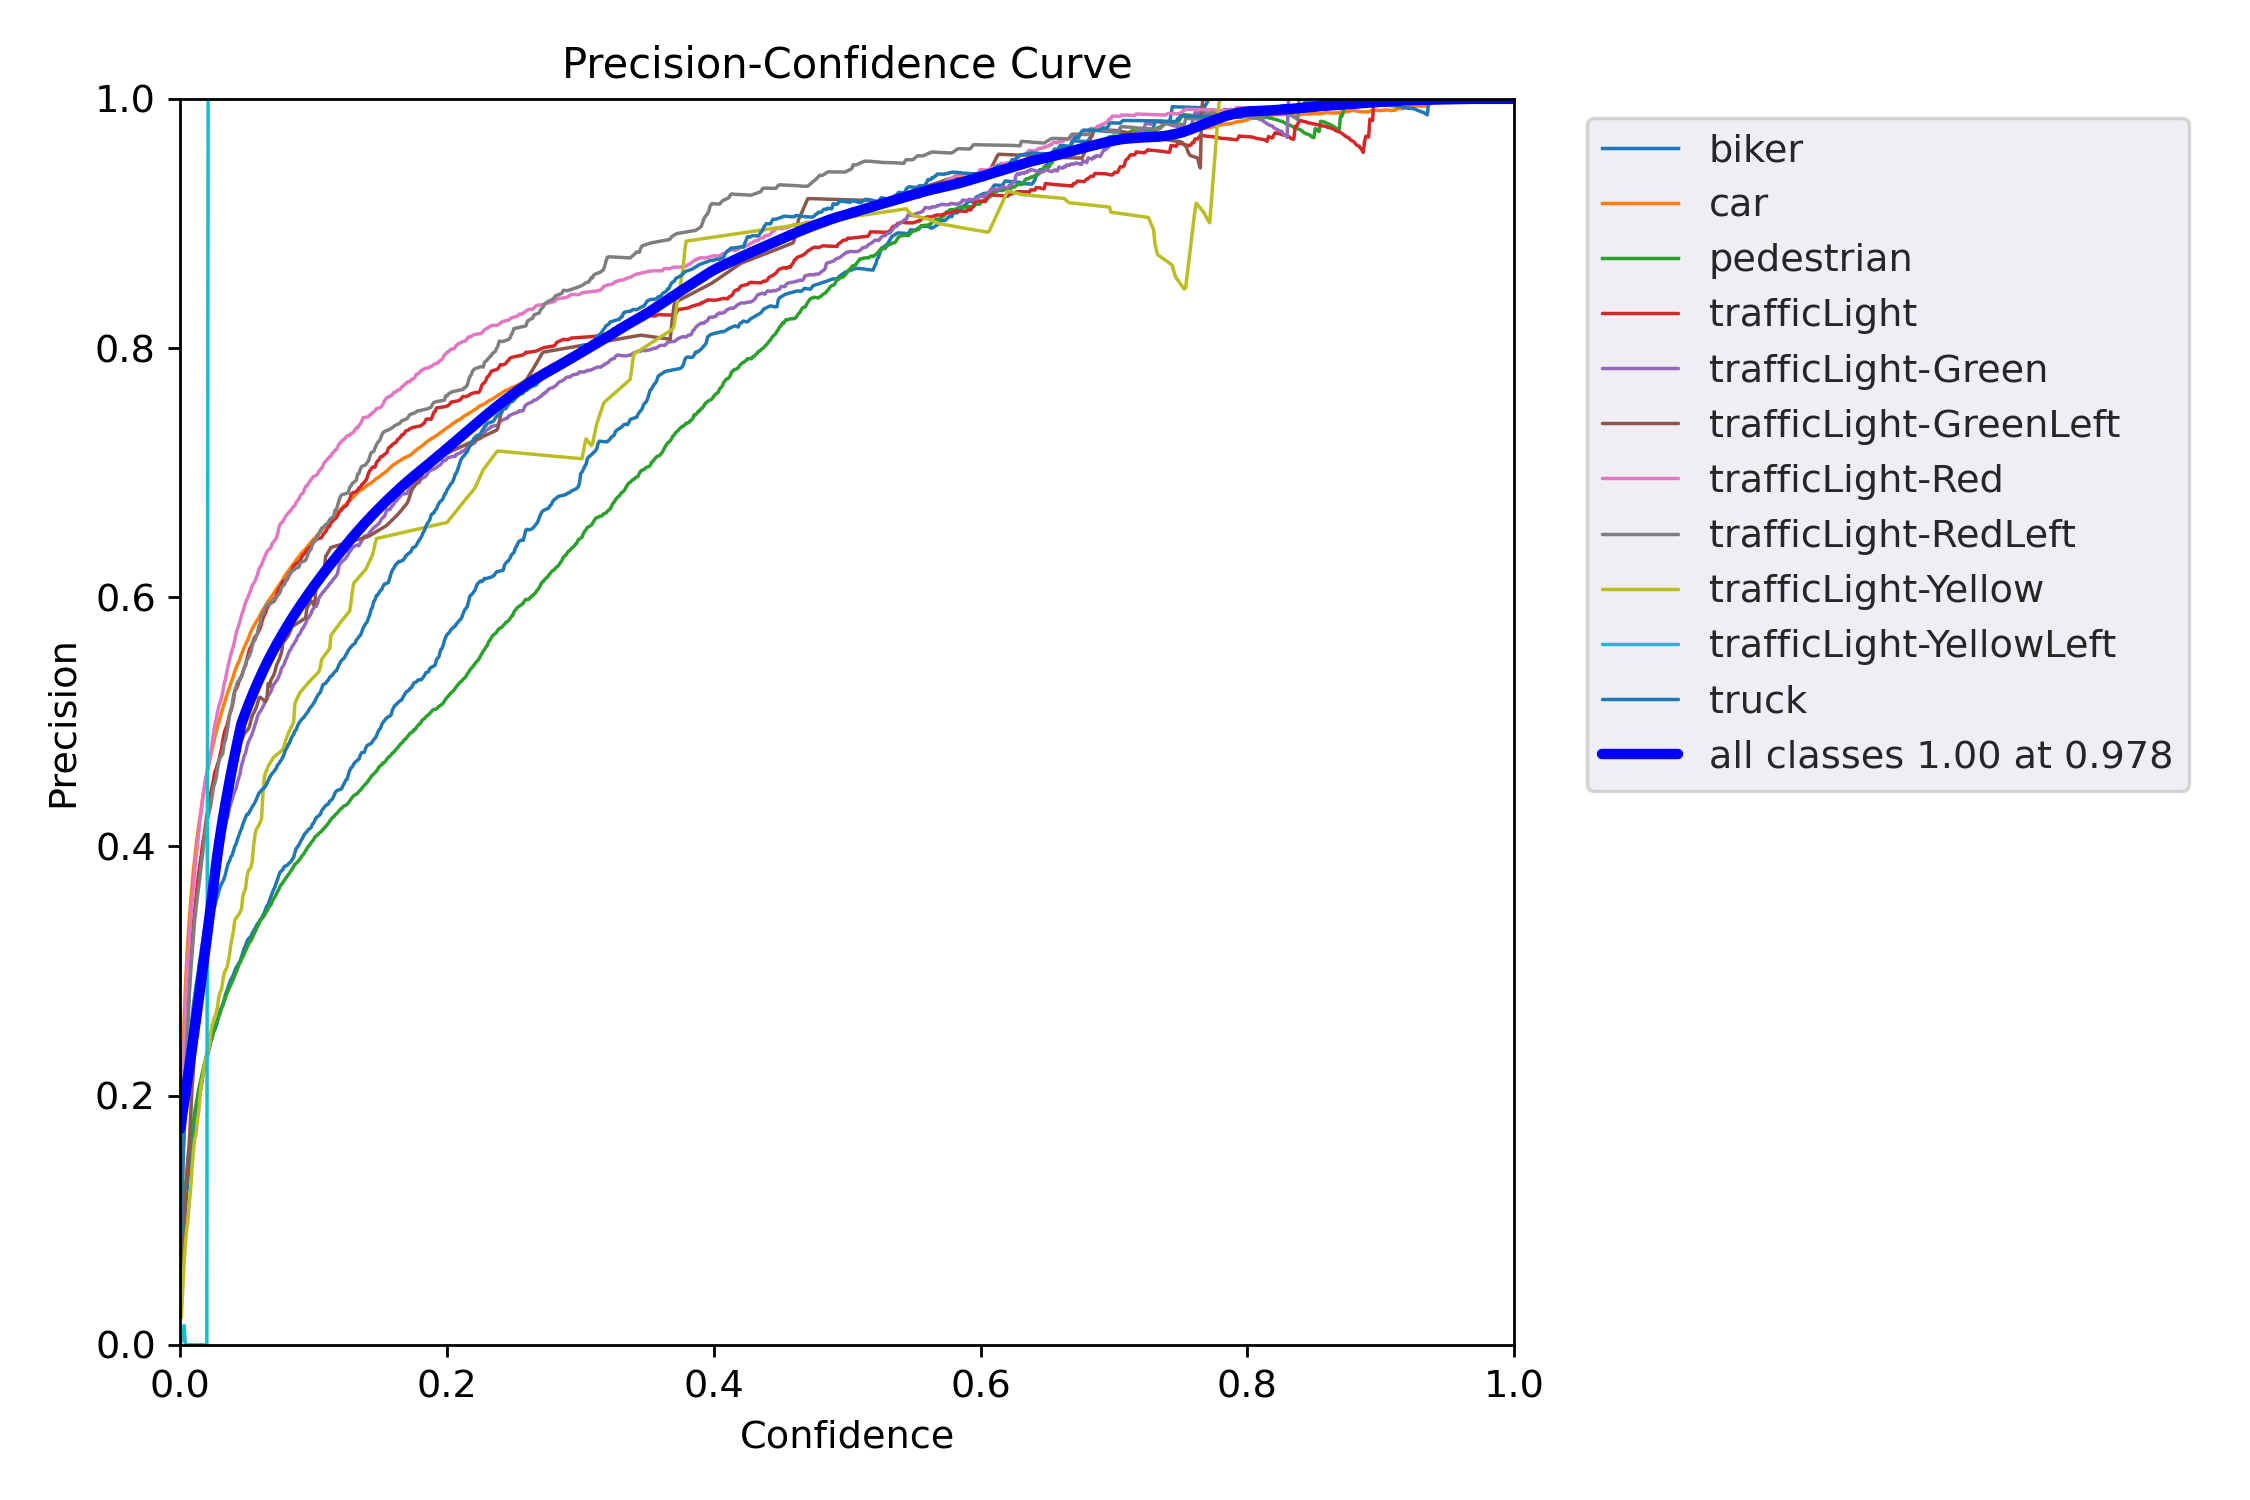 Precision-Confidence Curve
1.0
0.8
0.6
0.4
0.2
0.0
Precision
0.0 0.2 0.4 0.6 0.8 1.0
Confidence
biker
car
pedestrian
trafficLight
trafficLight-Green
trafficLight-GreenLeft
trafficLight-Red
trafficLight-RedLeft
trafficLight-Yellow
trafficLight-YellowLeft
truck
all classes 1.00 at 0.978